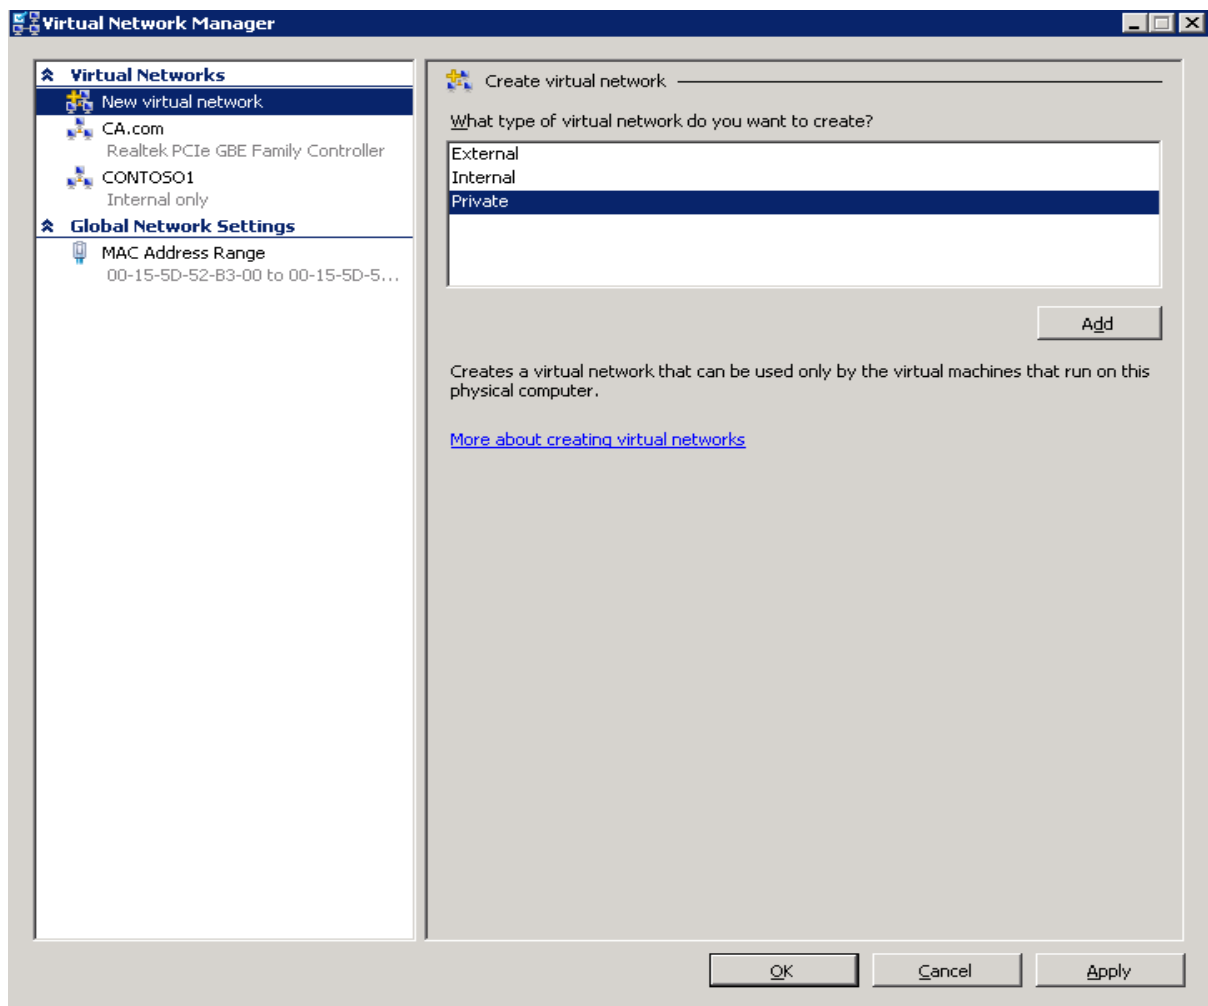 Virtual Network Manager
Virtual Networks
New virtual network
CA.com
Realtek PCIe GBE Family Controller
CONTOSO1
Internal only
Global Network Settings
MAC Address Range
00-15-5D-52-B3-00 to 00-15-5D-5...
Create virtual network
What type of virtual network do you want to create?
External
Internal
Private
Add
Creates a virtual network that can be used only by the virtual machines that run on this
physical computer.
More about creating virtual networks
OK
Cancel
Apply